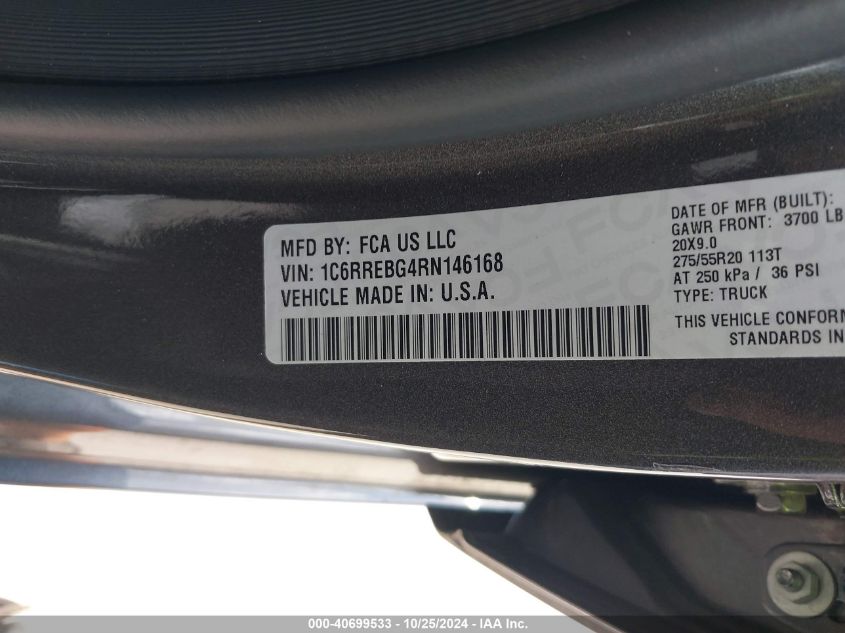 MFD BY: FCA US LLC
VIN: 1C6RREBG4RN146168
VEHICLE MADE IN: U.S.A.
DATE OF MFR (BUILT):
GAWR FRONT: 3700 LB
20X9.0
275/55R20 113T
AT 250 kPa / 36 PSI
TYPE: TRUCK
THIS VEHICLE CONFORM
STANDARDS IN
000-40699533 - 10/25/2024 - IAA Inc.